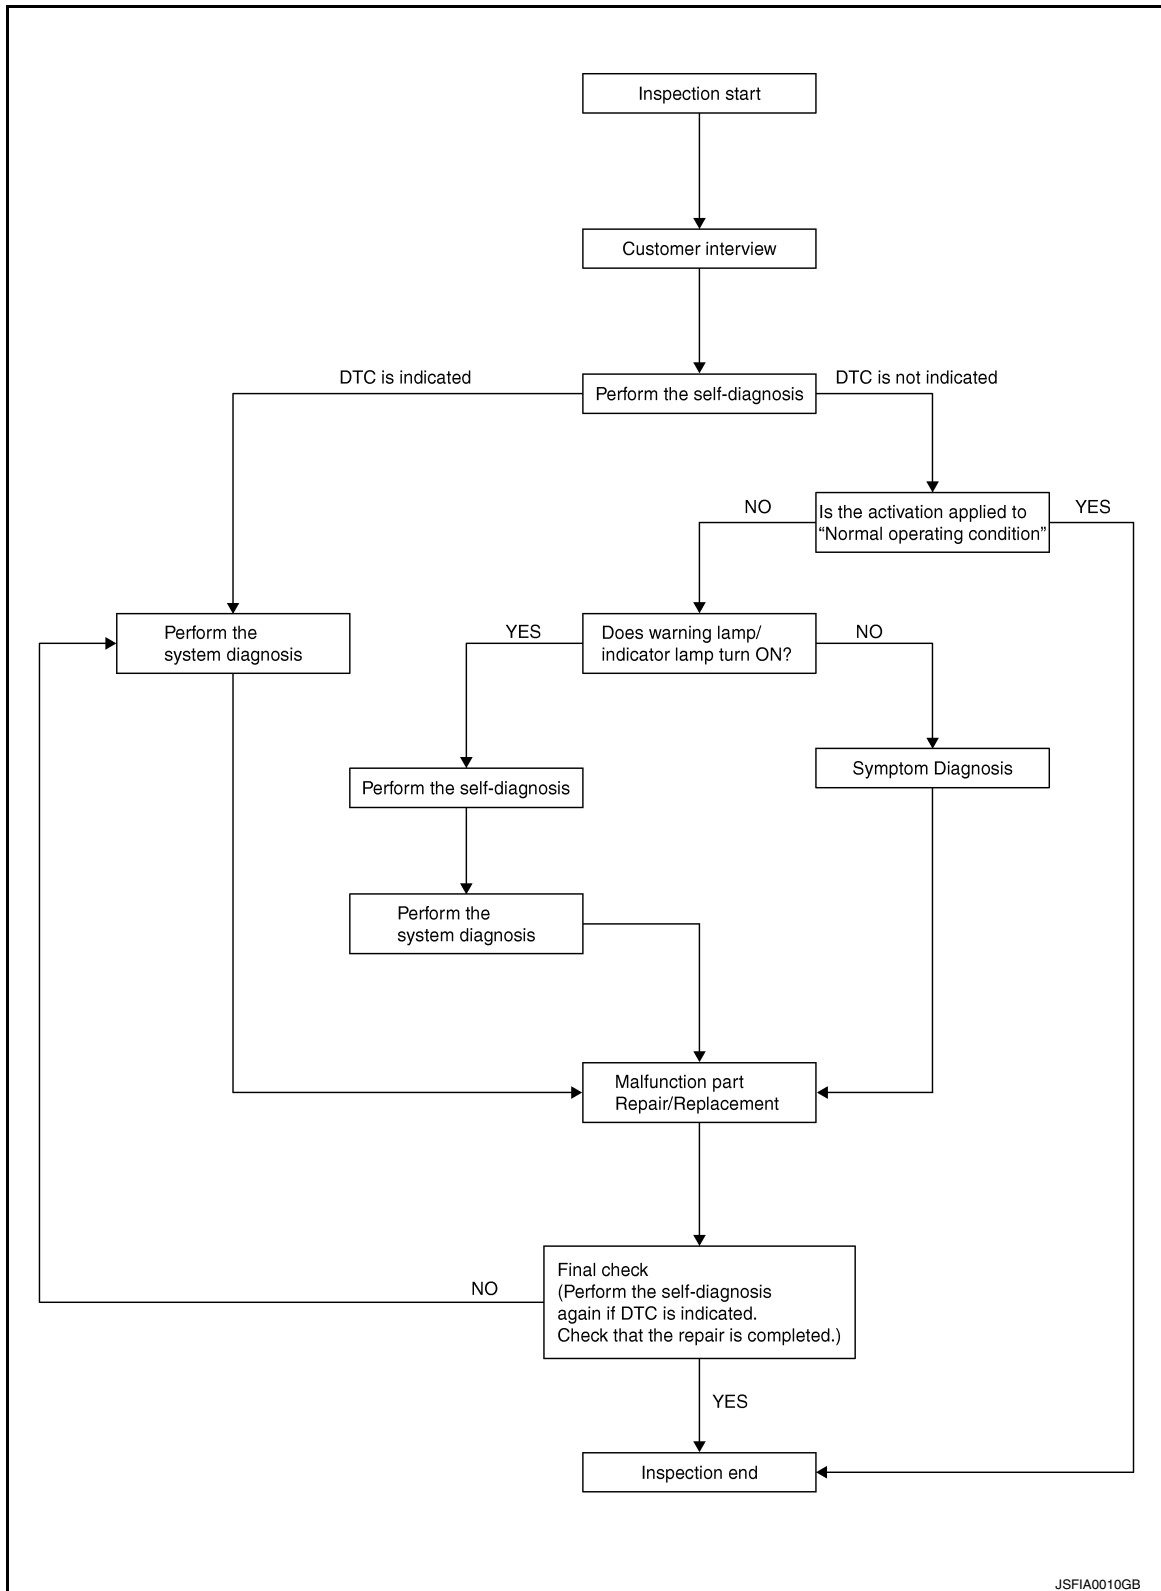 Inspection start
Customer interview
DTC is indicated
DTC is not indicated
Perform the self-diagnosis
NO
Is the activation applied to
“Normal operating condition”
YES
Perform the
system diagnosis
YES
Does warning lamp/
indicator lamp turn ON?
NO
Perform the self-diagnosis
Symptom Diagnosis
Perform the
system diagnosis
Malfunction part
Repair/Replacement
NO
Final check
(Perform the self-diagnosis
again if DTC is indicated.
Check that the repair is completed.)
YES
Inspection end
JSFIA0010GB